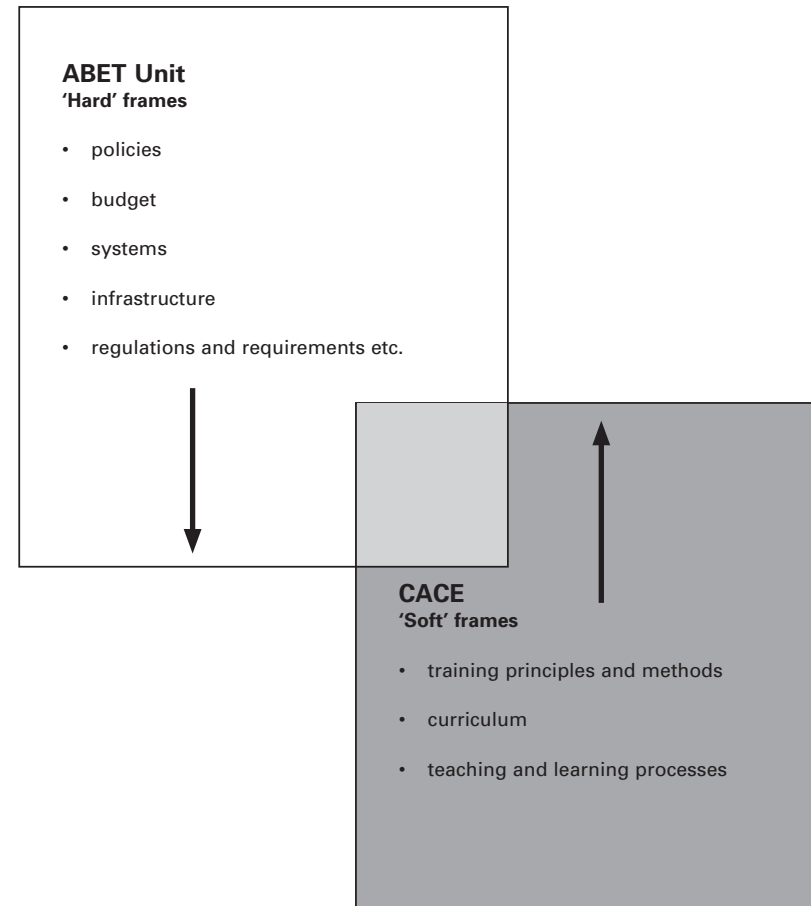 ABET Unit
‘Hard’ frames
• policies
• budget
• systems
• infrastructure
• regulations and requirements etc.
CACE
‘Soft’ frames
• training principles and methods
• curriculum
• teaching and learning processes